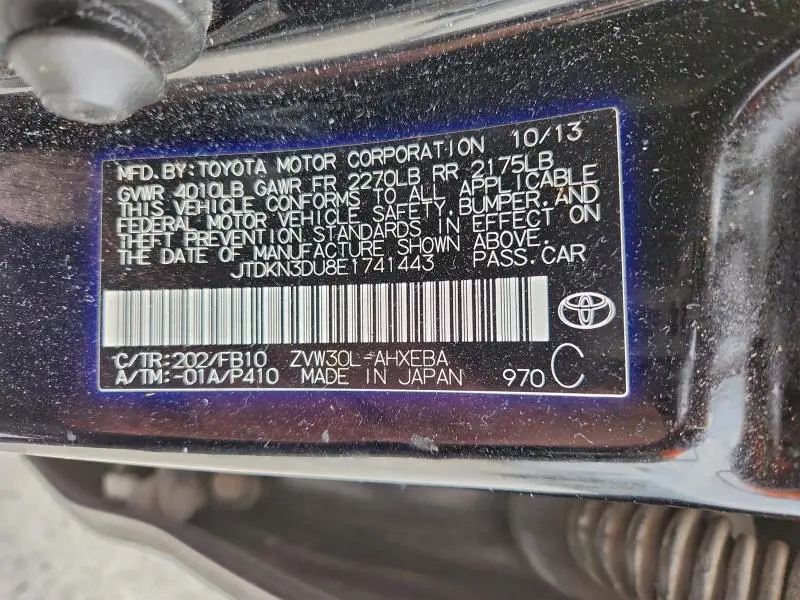 MFD. BY: TOYOTA MOTOR CORPORATION 10/13
GVWR 4010LB GAWR FR 2270LB RR 2175LB
THIS VEHICLE CONFORMS TO ALL APPLICABLE
FEDERAL MOTOR VEHICLE SAFETY, BUMPER, AND
THEFT PREVENTION STANDARDS IN EFFECT ON
THE DATE OF MANUFACTURE SHOWN ABOVE.
JTDKN3DU8E1741443 PASS. CAR
C/TR: 202/FB10 ZVW30L-AHXEBA
A/TM: -01A/P410 MADE IN JAPAN 970 C